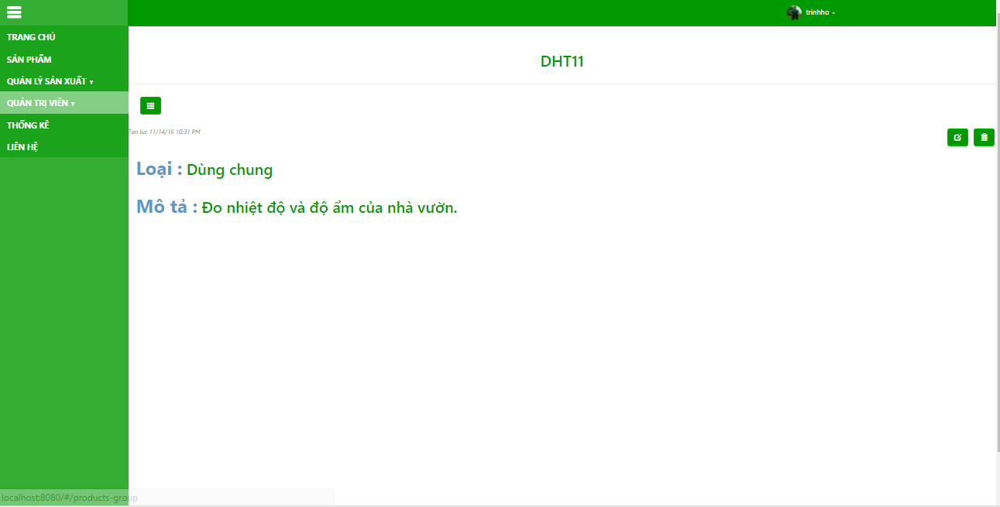 trinhho
TRANG CHỦ
SẢN PHẨM
QUẢN LÝ SẢN XUẤT ▾
QUẢN TRỊ VIÊN ▾
THỐNG KÊ
LIÊN HỆ
DHT11
Tạo lúc 11/14/16 10:31 PM
Loại : Dùng chung
Mô tả : Đo nhiệt độ và độ ẩm của nhà vườn.
localhost:8080/#/products-group